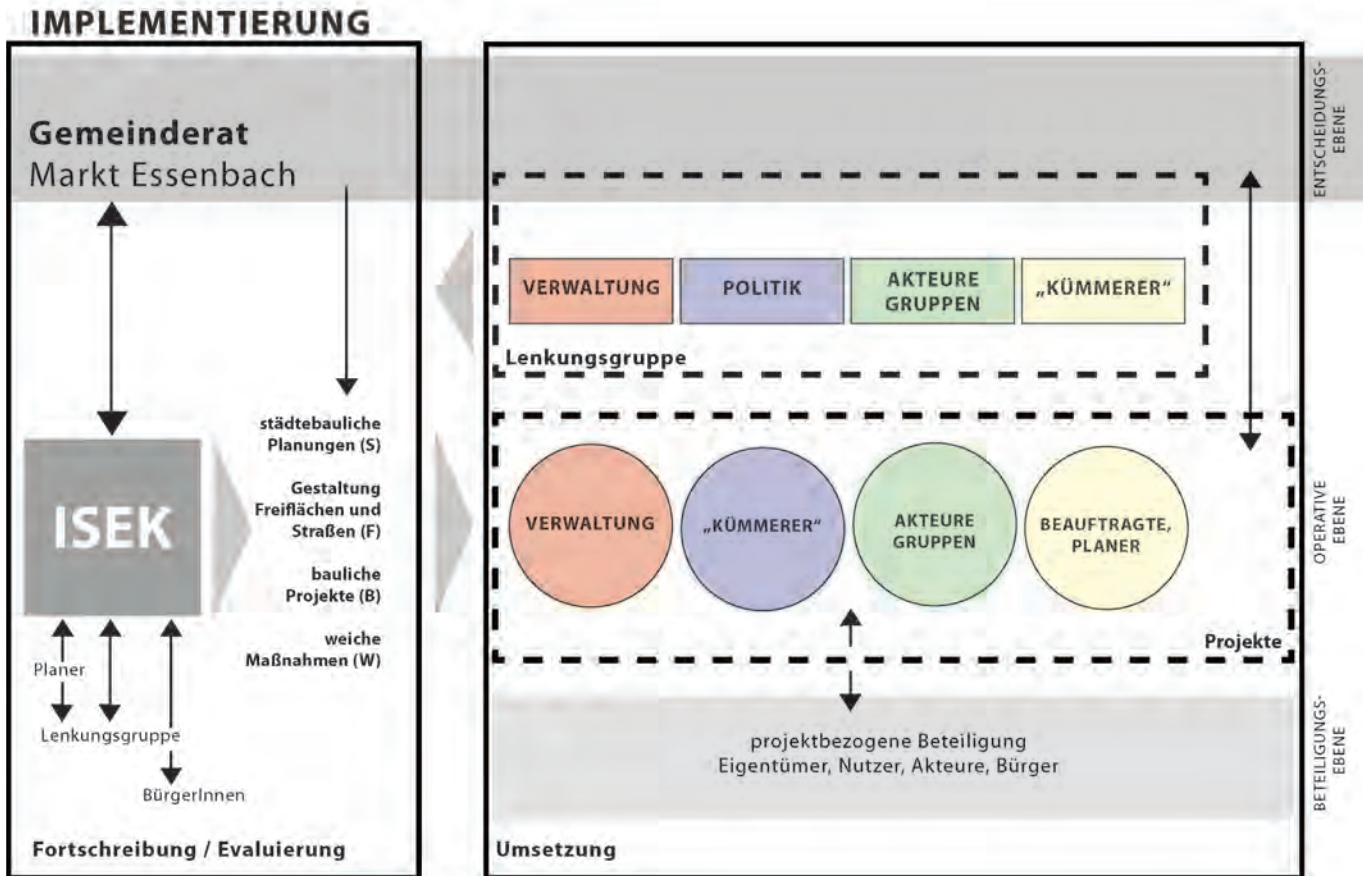 IMPLEMENTIERUNG
Gemeinderat
Markt Essenbach
ISEK
städtebauliche
Planungen (S)
Gestaltung
Freiflächen und
Straßen (F)
bauliche
Projekte (B)
weiche
Maßnahmen (W)
Planer
Lenkungsgruppe
BürgerInnen
Fortschreibung / Evaluierung
VERWALTUNG
POLITIK
AKTEURE
GRUPPEN
„KÜMMERER“
Lenkungsgruppe
VERWALTUNG
„KÜMMERER“
AKTEURE
GRUPPEN
BEAUFTRAGTE,
PLANER
Projekte
projektbezogene Beteiligung
Eigentümer, Nutzer, Akteure, Bürger
Umsetzung
ENTSCHEIDUNGS-
EBENE
OPERATIVE
EBENE
BETEILIGUNGS-
EBENE